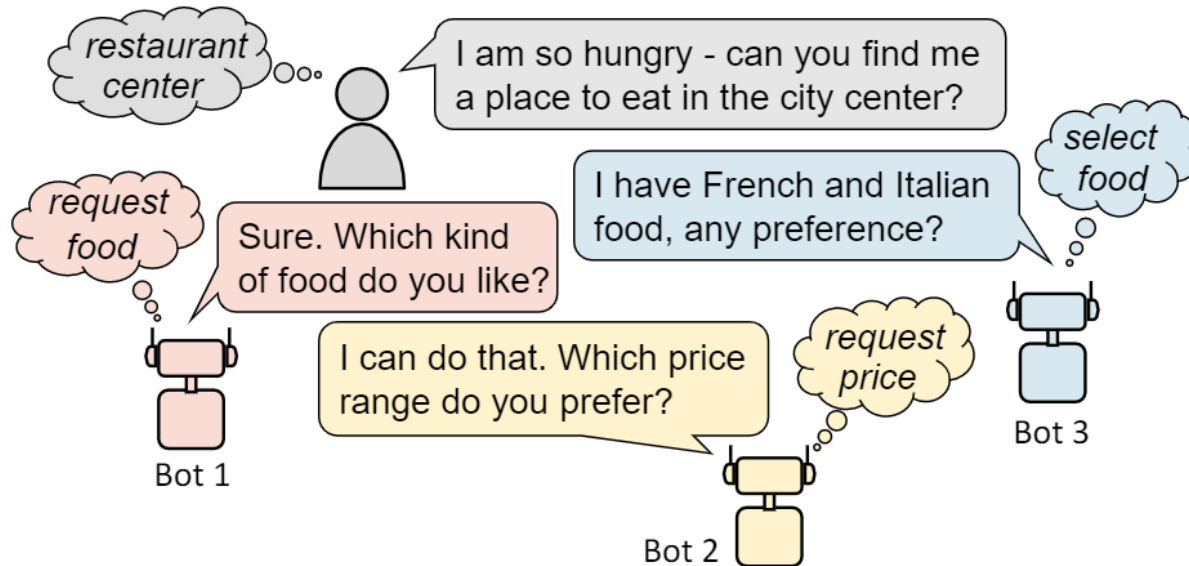 restaurant
center
I am so hungry - can you find me
a place to eat in the city center?
select
food
I have French and Italian
food, any preference?
request
food
Sure. Which kind
of food do you like?
I can do that. Which price
range do you prefer?
request
price
Bot 1
Bot 2
Bot 3